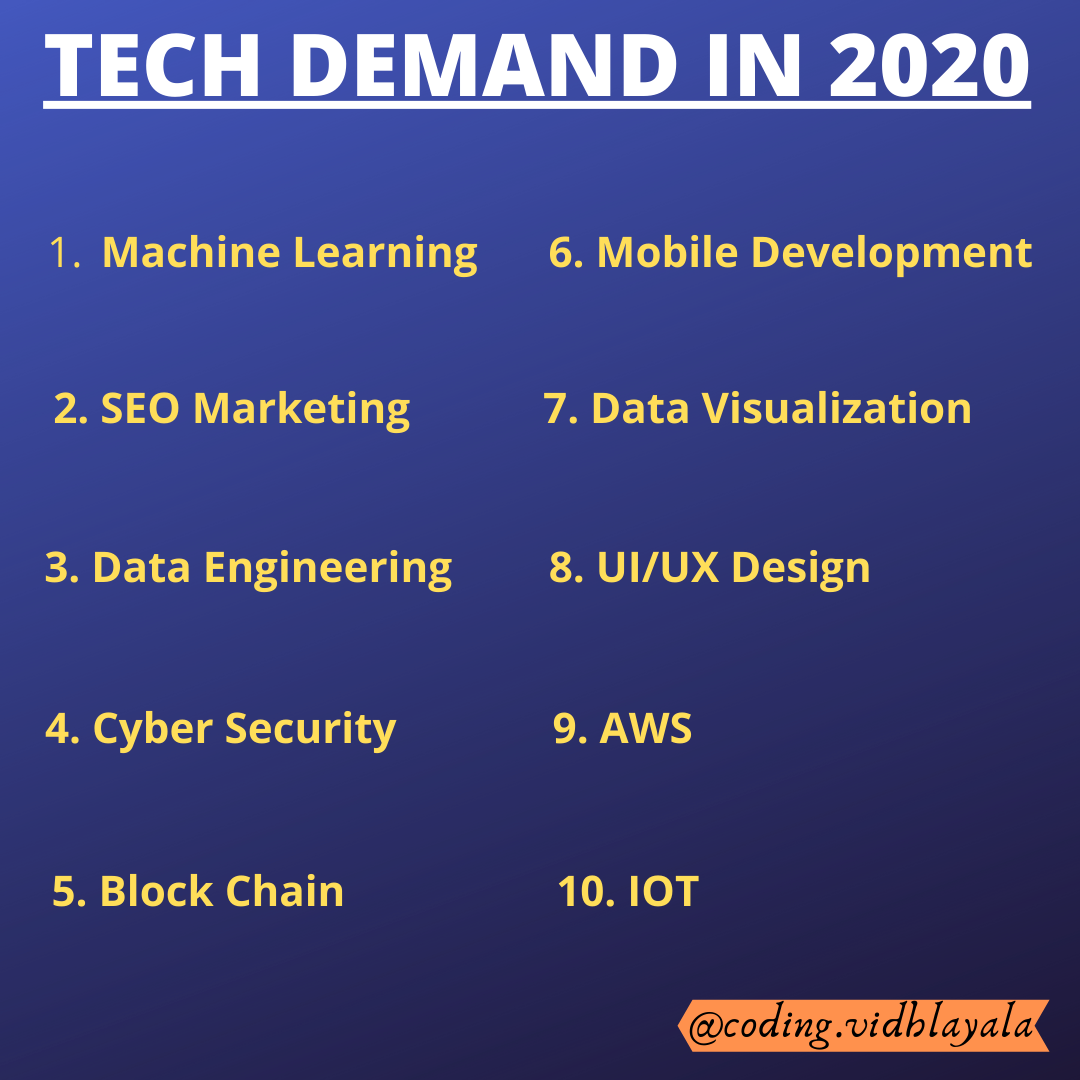 TECH DEMAND IN 2020
1. Machine Learning
2. SEO Marketing
3. Data Engineering
4. Cyber Security
5. Block Chain
6. Mobile Development
7. Data Visualization
8. UI/UX Design
9. AWS
10. IOT
@coding.vidhlayala